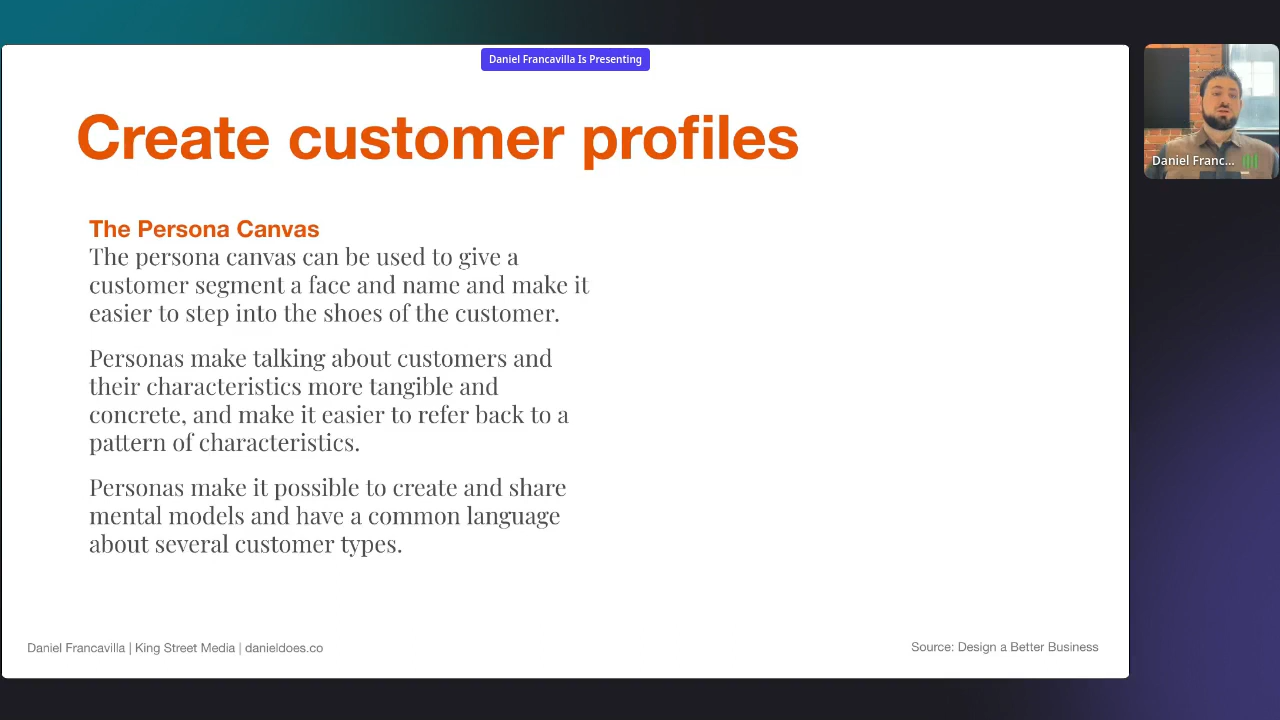 Daniel Francavilla Is Presenting
Create customer profiles
Daniel Franc...
The Persona Canvas
The persona canvas can be used to give a
customer segment a face and name and make it
easier to step into the shoes of the customer.
Personas make talking about customers and
their characteristics more tangible and
concrete, and make it easier to refer back to a
pattern of characteristics.
Personas make it possible to create and share
mental models and have a common language
about several customer types.
Daniel Francavilla | King Street Media | danieldoes.co
Source: Design a Better Business